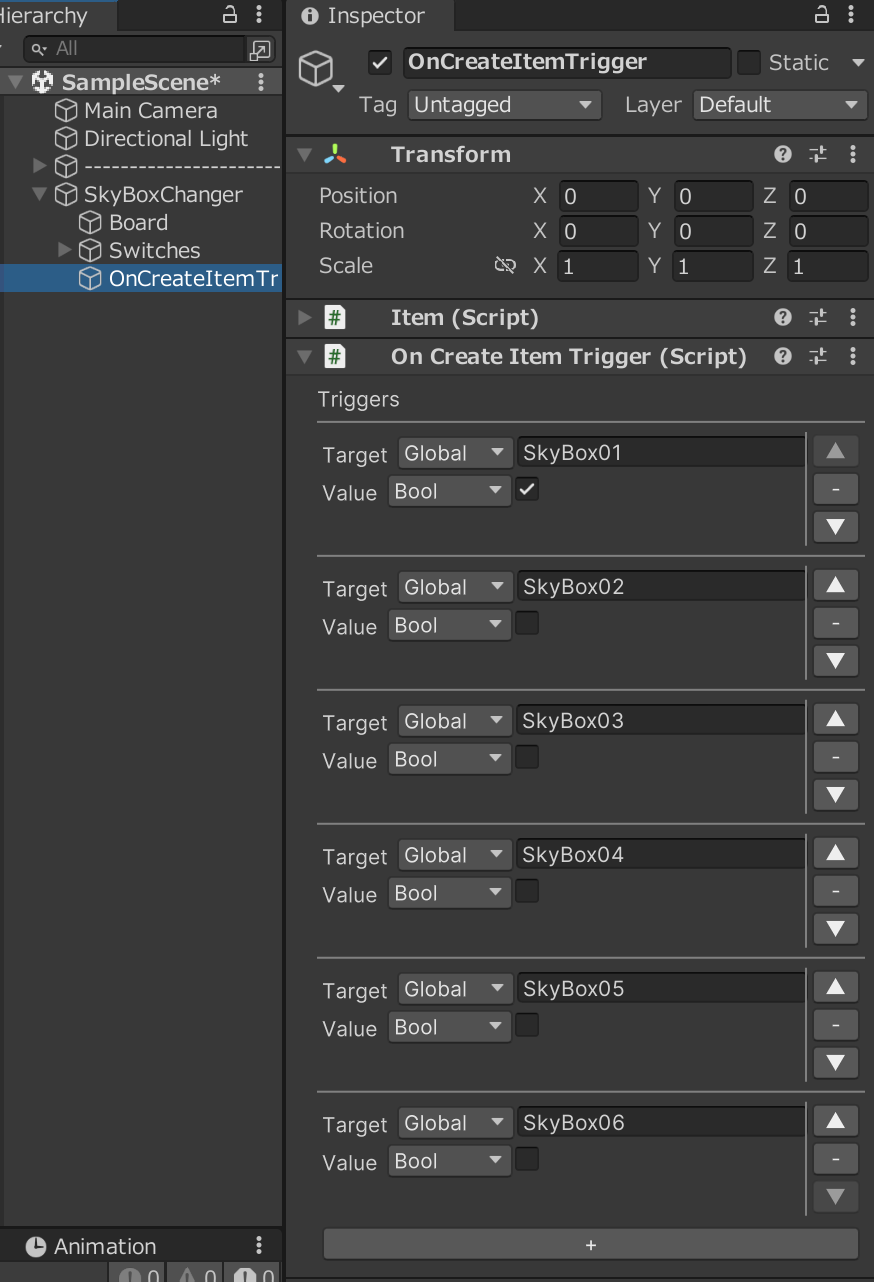 Hierarchy
All
SampleScene*
Main Camera
Directional Light
---------------------
SkyBoxChanger
Board
Switches
OnCreateItemTr
Animation
0
0
0
Inspector
OnCreateItemTrigger
Static
Tag Untagged Layer Default
Transform
Position X 0 Y 0 Z 0
Rotation X 0 Y 0 Z 0
Scale X 1 Y 1 Z 1
# Item (Script)
# On Create Item Trigger (Script)
Triggers
Target Global SkyBox01
Value Bool
-
Target Global SkyBox02
Value Bool
-
Target Global SkyBox03
Value Bool
-
Target Global SkyBox04
Value Bool
-
Target Global SkyBox05
Value Bool
-
Target Global SkyBox06
Value Bool
-
+